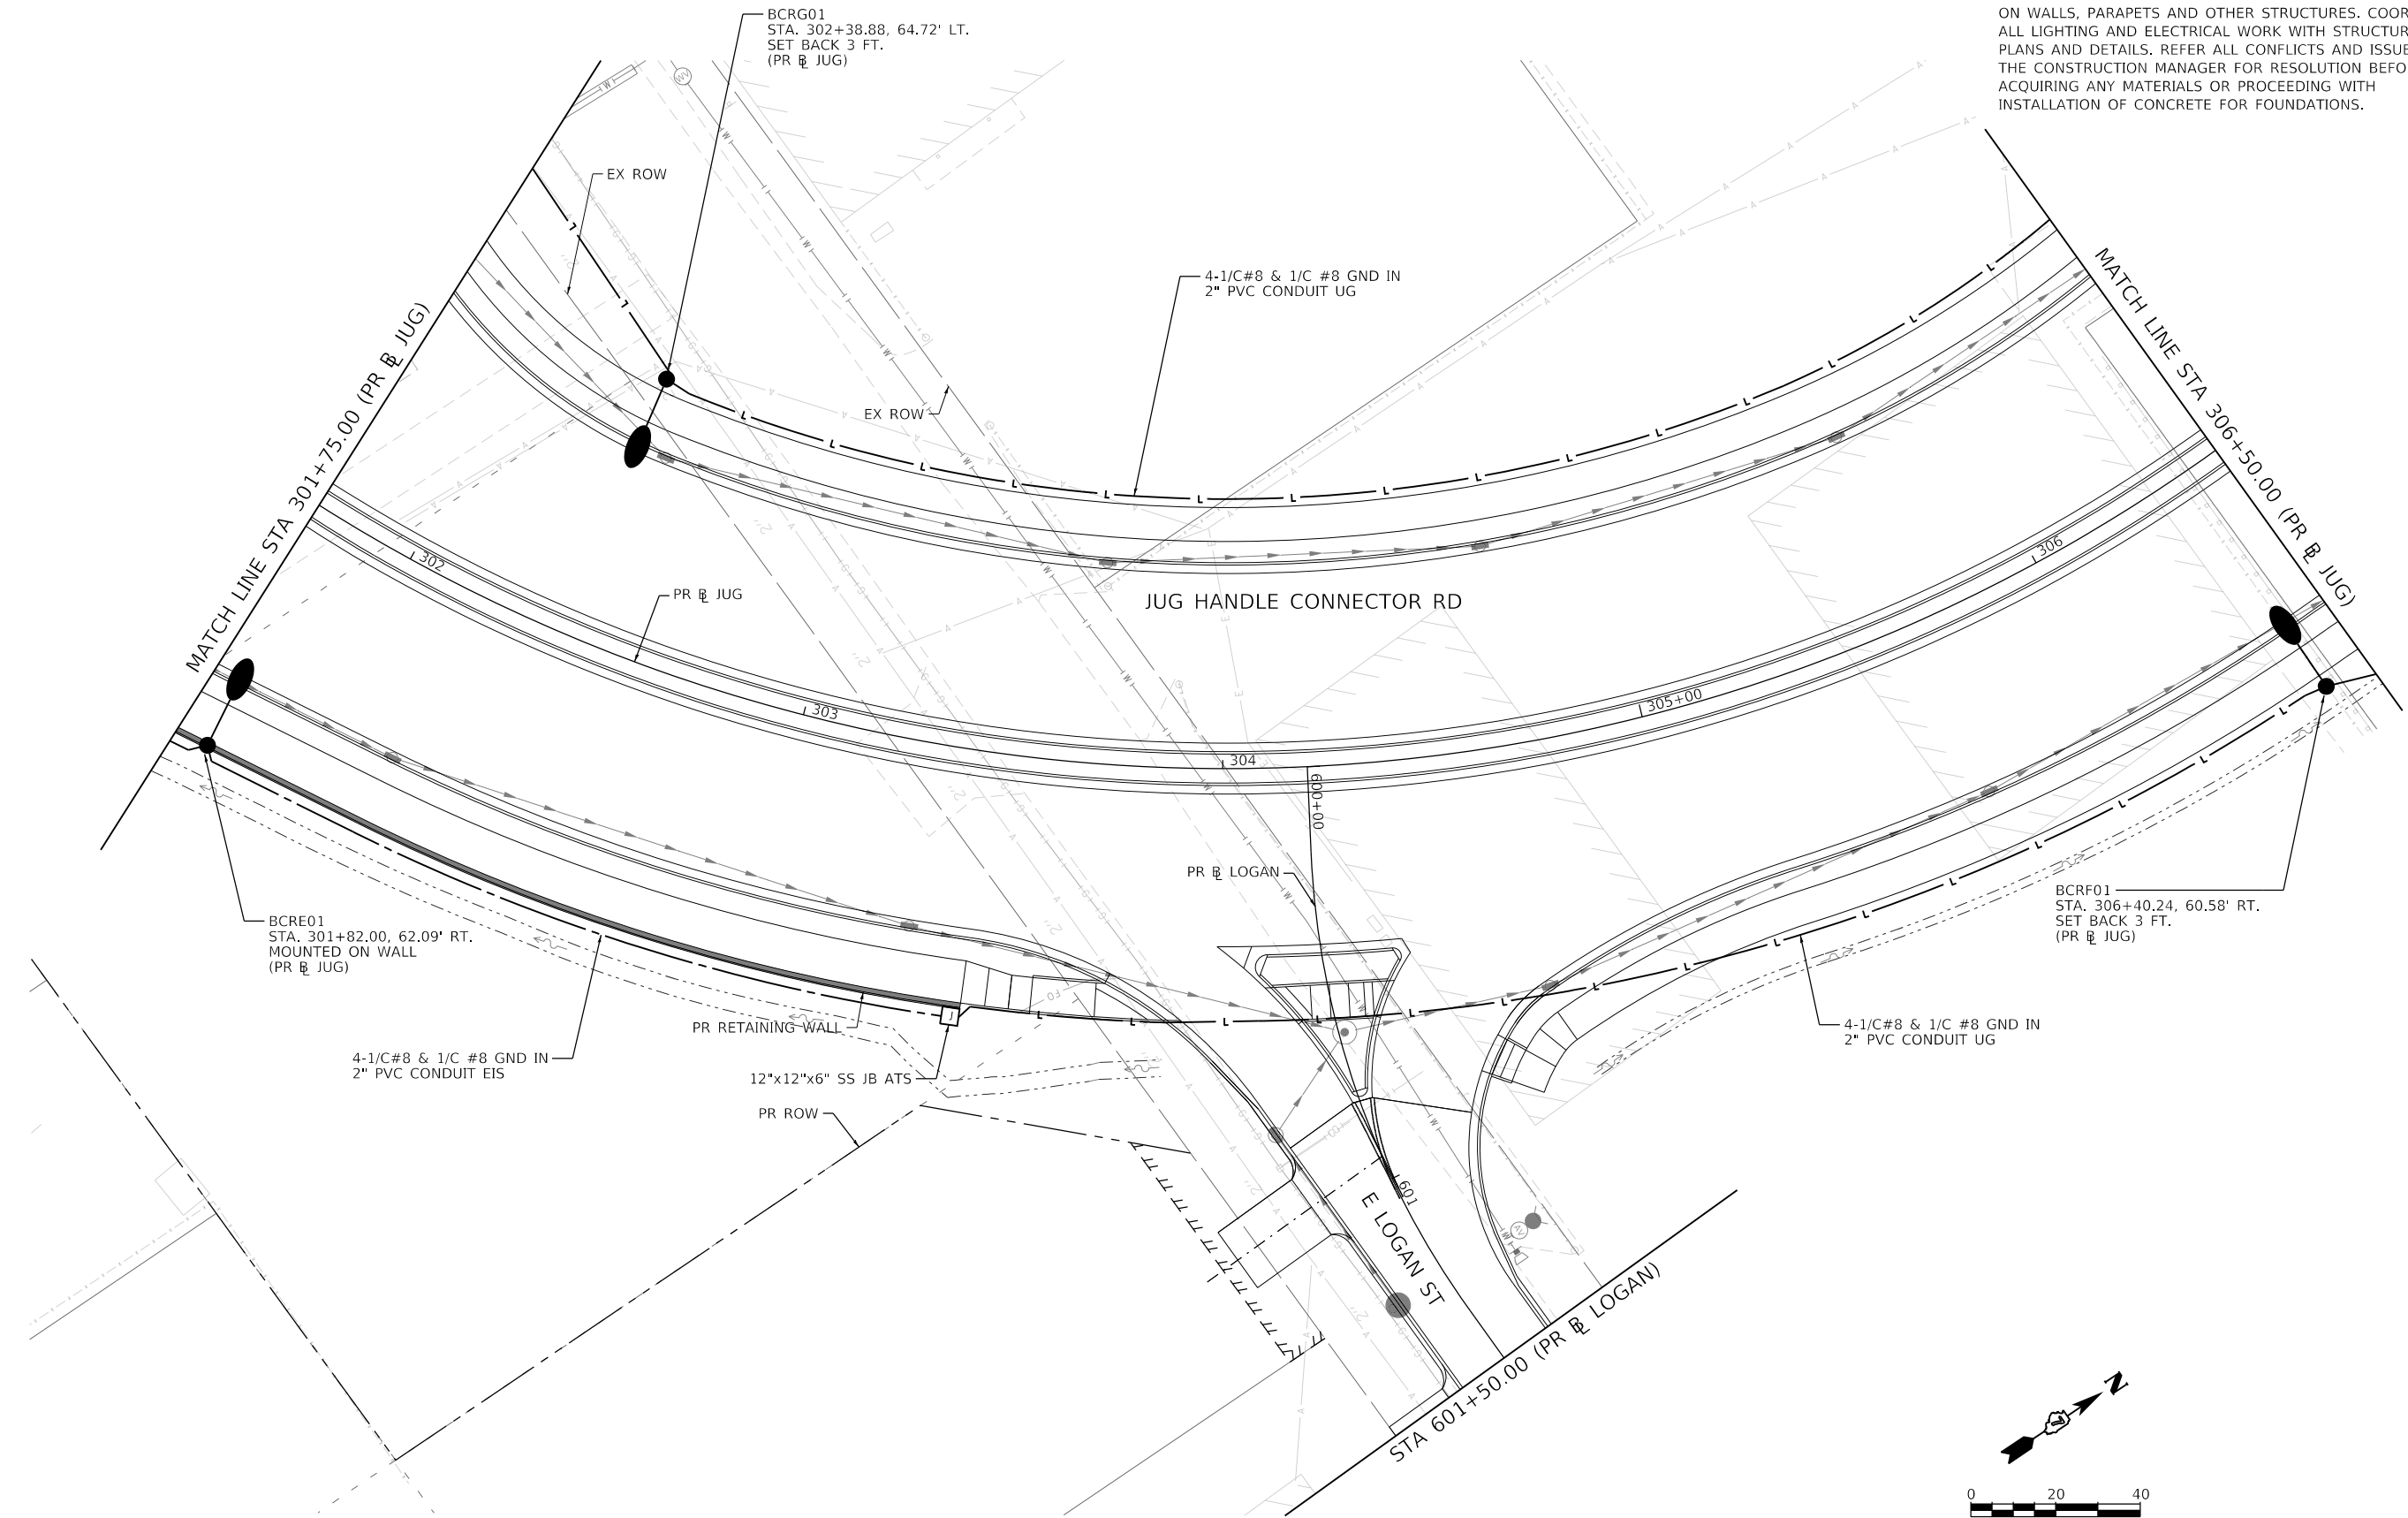 BCRG01
STA. 302+38.88, 64.72' LT.
SET BACK 3 FT.
(PR BL JUG)
ON WALLS, PARAPETS AND OTHER STRUCTURES. COOR
ALL LIGHTING AND ELECTRICAL WORK WITH STRUCTUR
PLANS AND DETAILS. REFER ALL CONFLICTS AND ISSUE
THE CONSTRUCTION MANAGER FOR RESOLUTION BEFO
ACQUIRING ANY MATERIALS OR PROCEEDING WITH
INSTALLATION OF CONCRETE FOR FOUNDATIONS.
EX ROW
4-1/C#8 & 1/C #8 GND IN
2" PVC CONDUIT UG
EX ROW
MATCH LINE STA 301+75.00 (PR BL JUG)
MATCH LINE STA 306+50.00 (PR BL JUG)
302
PR BL JUG
JUG HANDLE CONNECTOR RD
306
303
305+00
304
600+00
PR BL LOGAN
BCRE01
STA. 301+82.00, 62.09' RT.
MOUNTED ON WALL
(PR BL JUG)
BCRF01
STA. 306+40.24, 60.58' RT.
SET BACK 3 FT.
(PR BL JUG)
PR RETAINING WALL
J
4-1/C#8 & 1/C #8 GND IN
2" PVC CONDUIT EIS
4-1/C#8 & 1/C #8 GND IN
2" PVC CONDUIT UG
12"x12"x6" SS JB ATS
PR ROW
601
E LOGAN ST
STA 601+50.00 (PR BL LOGAN)
N
0 20 40